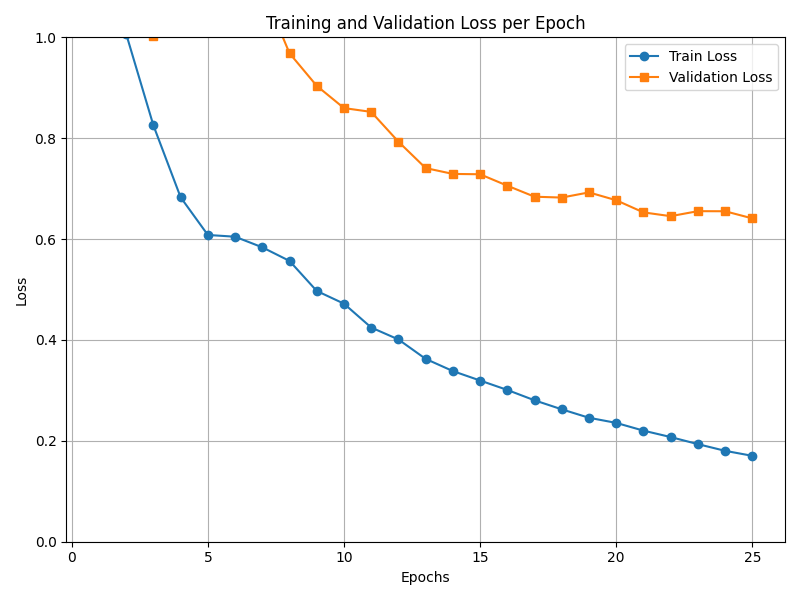 Training and Validation Loss per Epoch
Train Loss
Validation Loss
1.0
0.8
0.6
0.4
0.2
0.0
Loss
0 5 10 15 20 25
Epochs